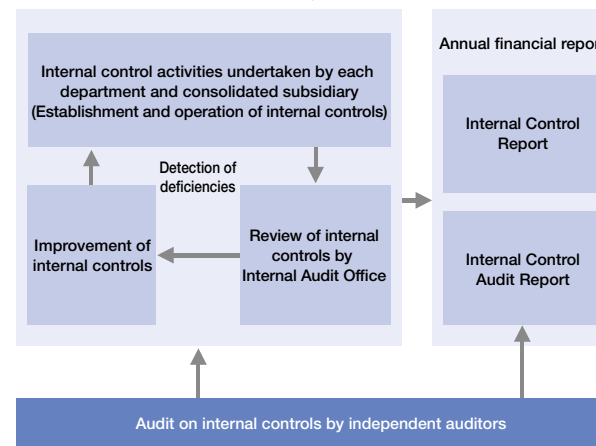 Internal control activities undertaken by each
department and consolidated subsidiary
(Establishment and operation of internal controls)
Detection of
deficiencies
Improvement of
internal controls
Review of internal
controls by
Internal Audit Office
Annual financial repor
Internal Control
Report
Internal Control
Audit Report
Audit on internal controls by independent auditors